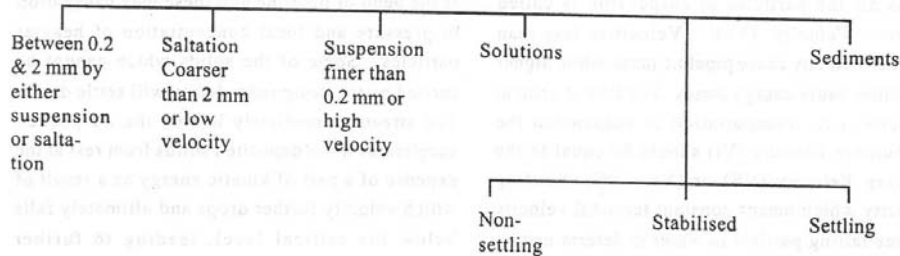 Between 0.2
& 2 mm by
either
suspension
or salta-
tion
Saltation
Coarser
than 2 mm
or low
velocity
Suspension
finer than
0.2 mm or
high
velocity
Solutions
Sediments
Non-
settling
Stabilised
Settling